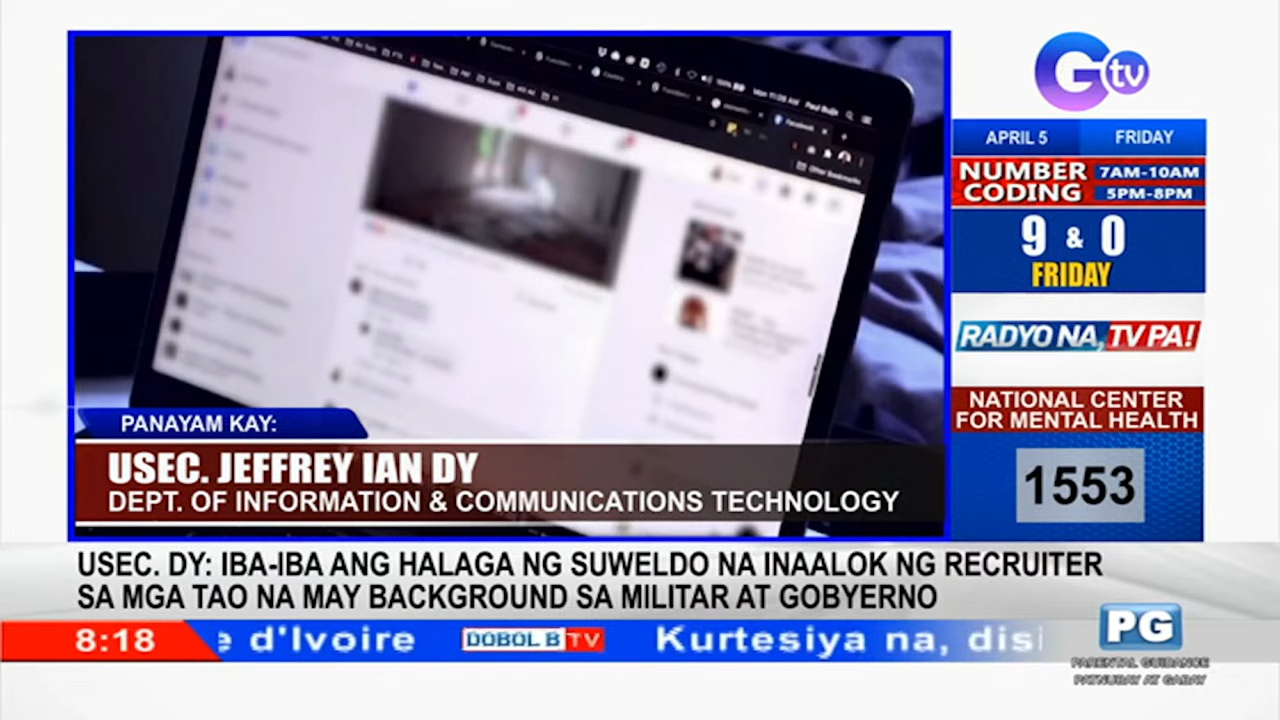 Gtv
APRIL 5 FRIDAY
NUMBER CODING 7AM-10AM
5PM-8PM
9 & 0
FRIDAY
RADYO NA, TV PA!
NATIONAL CENTER
FOR MENTAL HEALTH
1553
PANAYAM KAY:
USEC. JEFFREY IAN DY
DEPT. OF INFORMATION & COMMUNICATIONS TECHNOLOGY
USEC. DY: IBA-IBA ANG HALAGA NG SUWELDO NA INAALOK NG RECRUITER
SA MGA TAO NA MAY BACKGROUND SA MILITAR AT GOBYERNO
8:18 e d'Ivoire DOBOL B TV Kurtesiya na, disi
PG
PARENTAL GUIDANCE
PATNUBAY AT GABAY